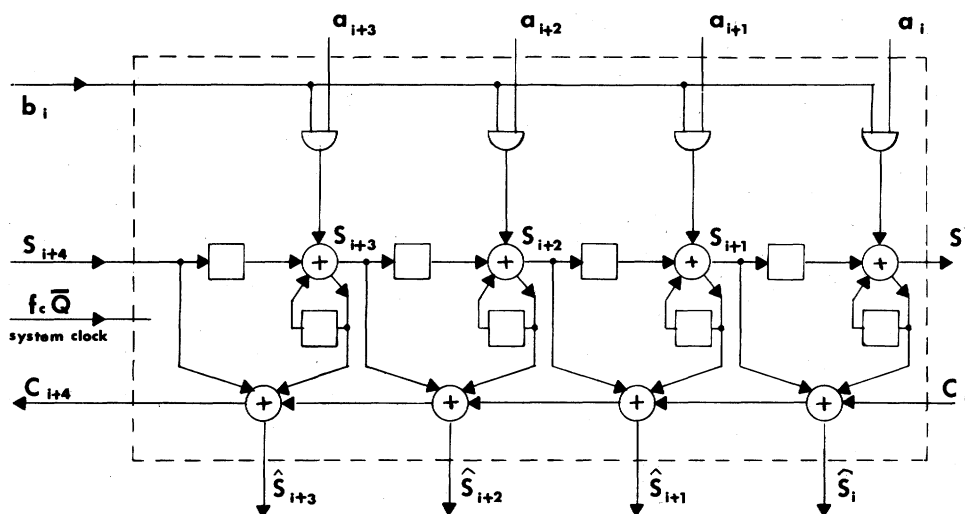 a i+3 a i+2 a i+1 a i
b i
S i+4 S i+3 S i+2 S i+1 S
+ + + +
f c Q̅
system clock
C i+4 + + + + C
Ŝ i+3 Ŝ i+2 Ŝ i+1 Ŝ i